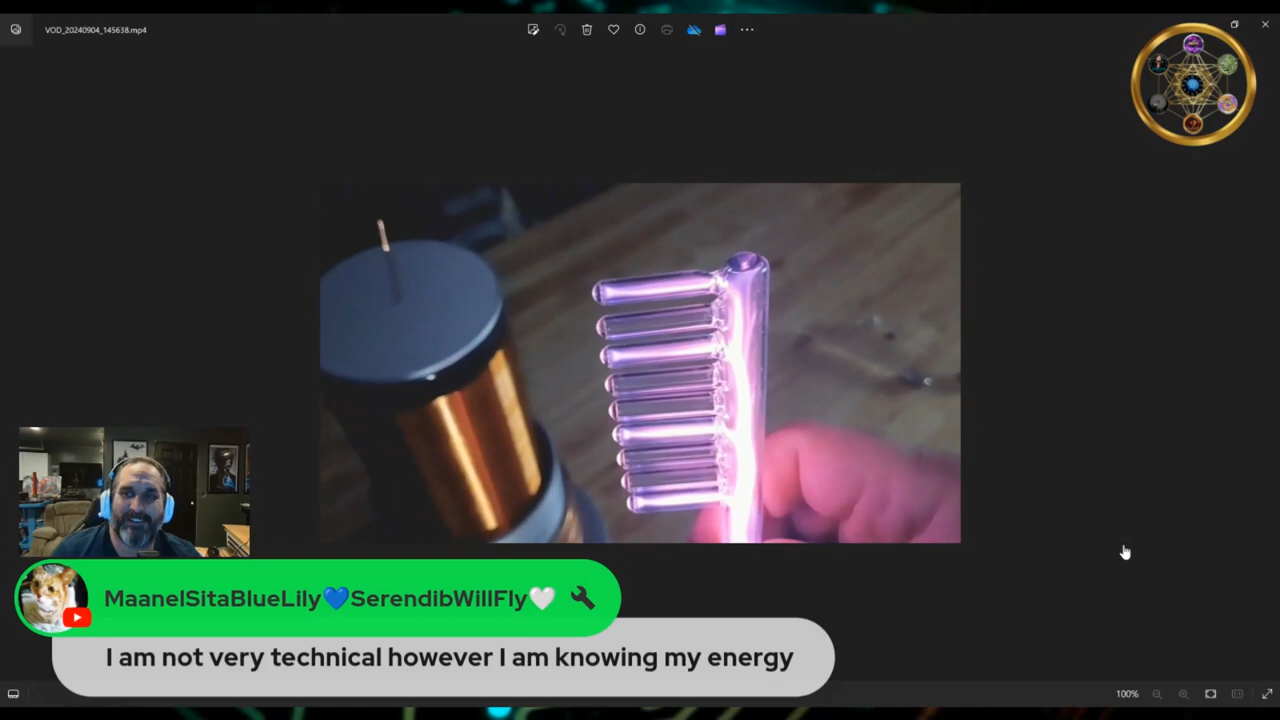 VOD_20240904_145638.mp4
MaanelSitaBlueLily💙SerendibWillFly🤍
I am not very technical however I am knowing my energy
100%